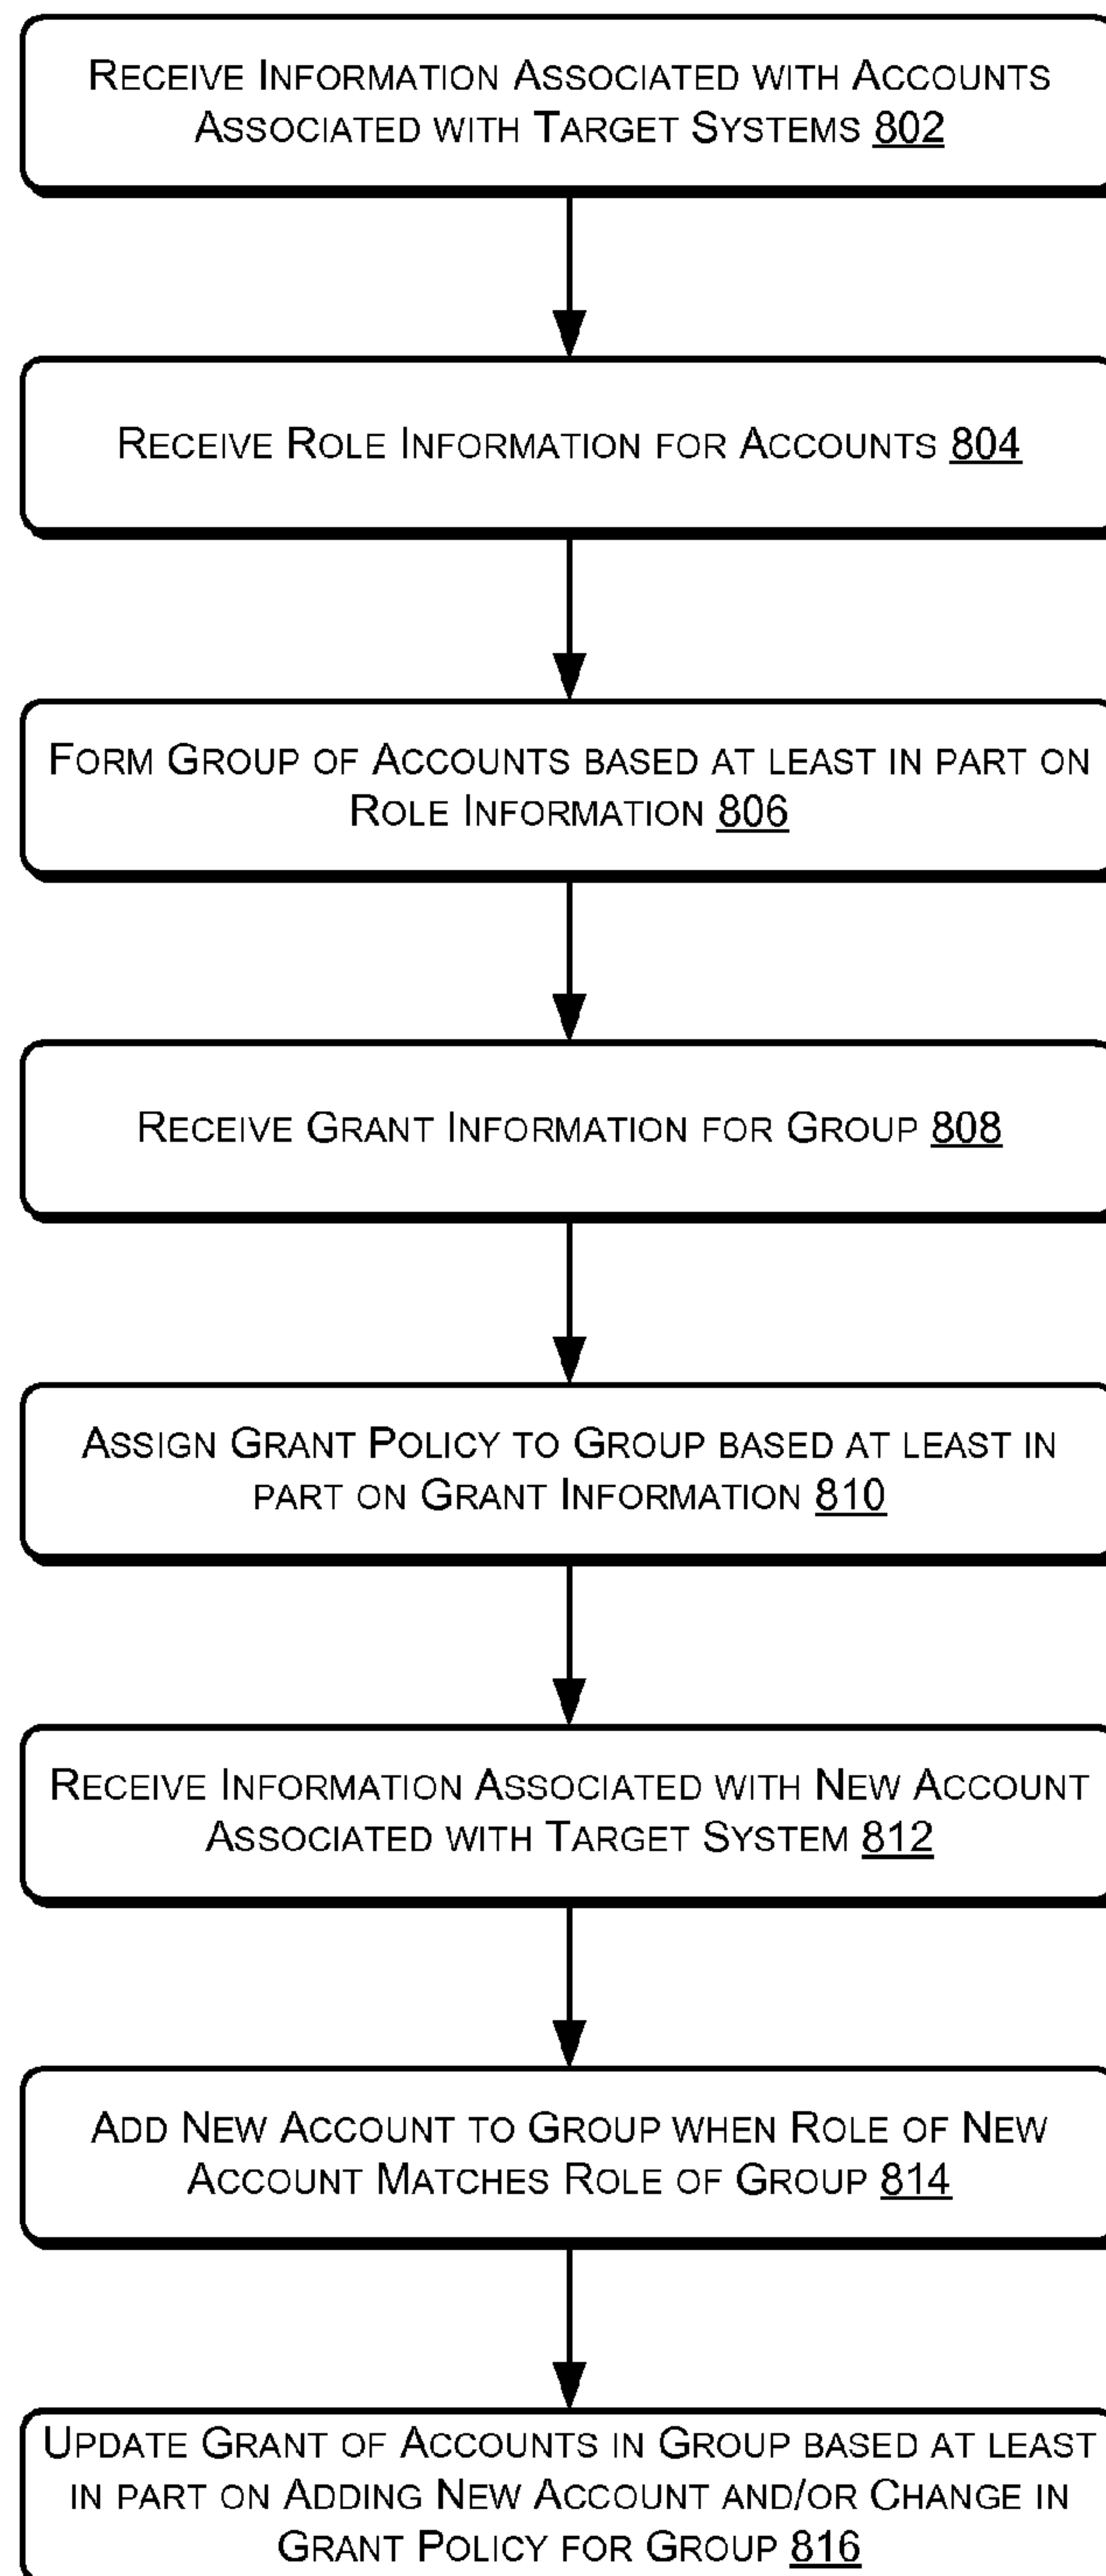 RECEIVE INFORMATION ASSOCIATED WITH ACCOUNTS
ASSOCIATED WITH TARGET SYSTEMS 802
RECEIVE ROLE INFORMATION FOR ACCOUNTS 804
FORM GROUP OF ACCOUNTS BASED AT LEAST IN PART ON
ROLE INFORMATION 806
RECEIVE GRANT INFORMATION FOR GROUP 808
ASSIGN GRANT POLICY TO GROUP BASED AT LEAST IN
PART ON GRANT INFORMATION 810
RECEIVE INFORMATION ASSOCIATED WITH NEW ACCOUNT
ASSOCIATED WITH TARGET SYSTEM 812
ADD NEW ACCOUNT TO GROUP WHEN ROLE OF NEW
ACCOUNT MATCHES ROLE OF GROUP 814
UPDATE GRANT OF ACCOUNTS IN GROUP BASED AT LEAST
IN PART ON ADDING NEW ACCOUNT AND/OR CHANGE IN
GRANT POLICY FOR GROUP 816